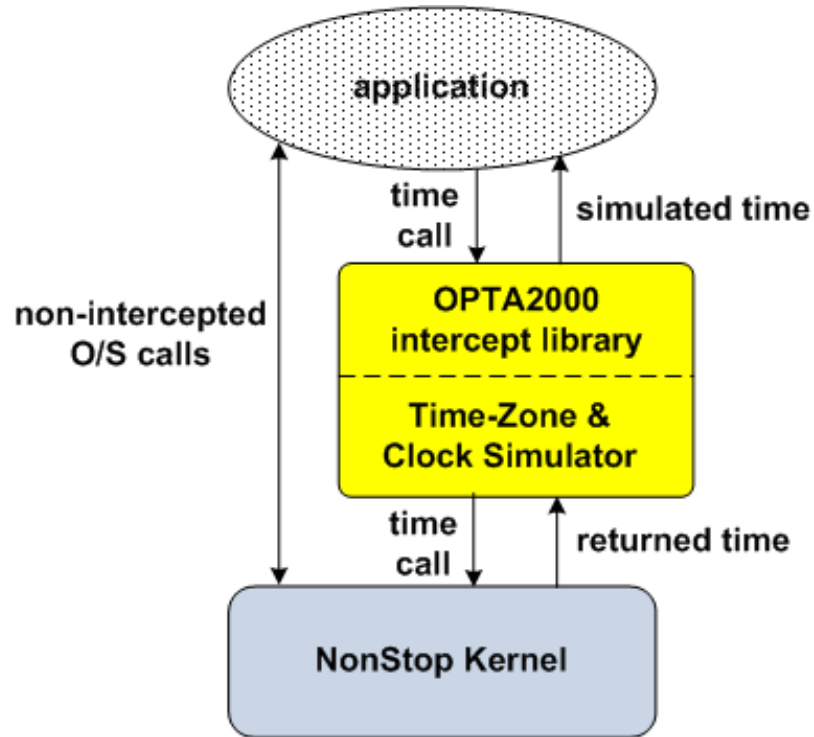 application
time
call
simulated time
OPTA2000
intercept library
non-intercepted
O/S calls
Time-Zone &
Clock Simulator
time
call
returned time
NonStop Kernel